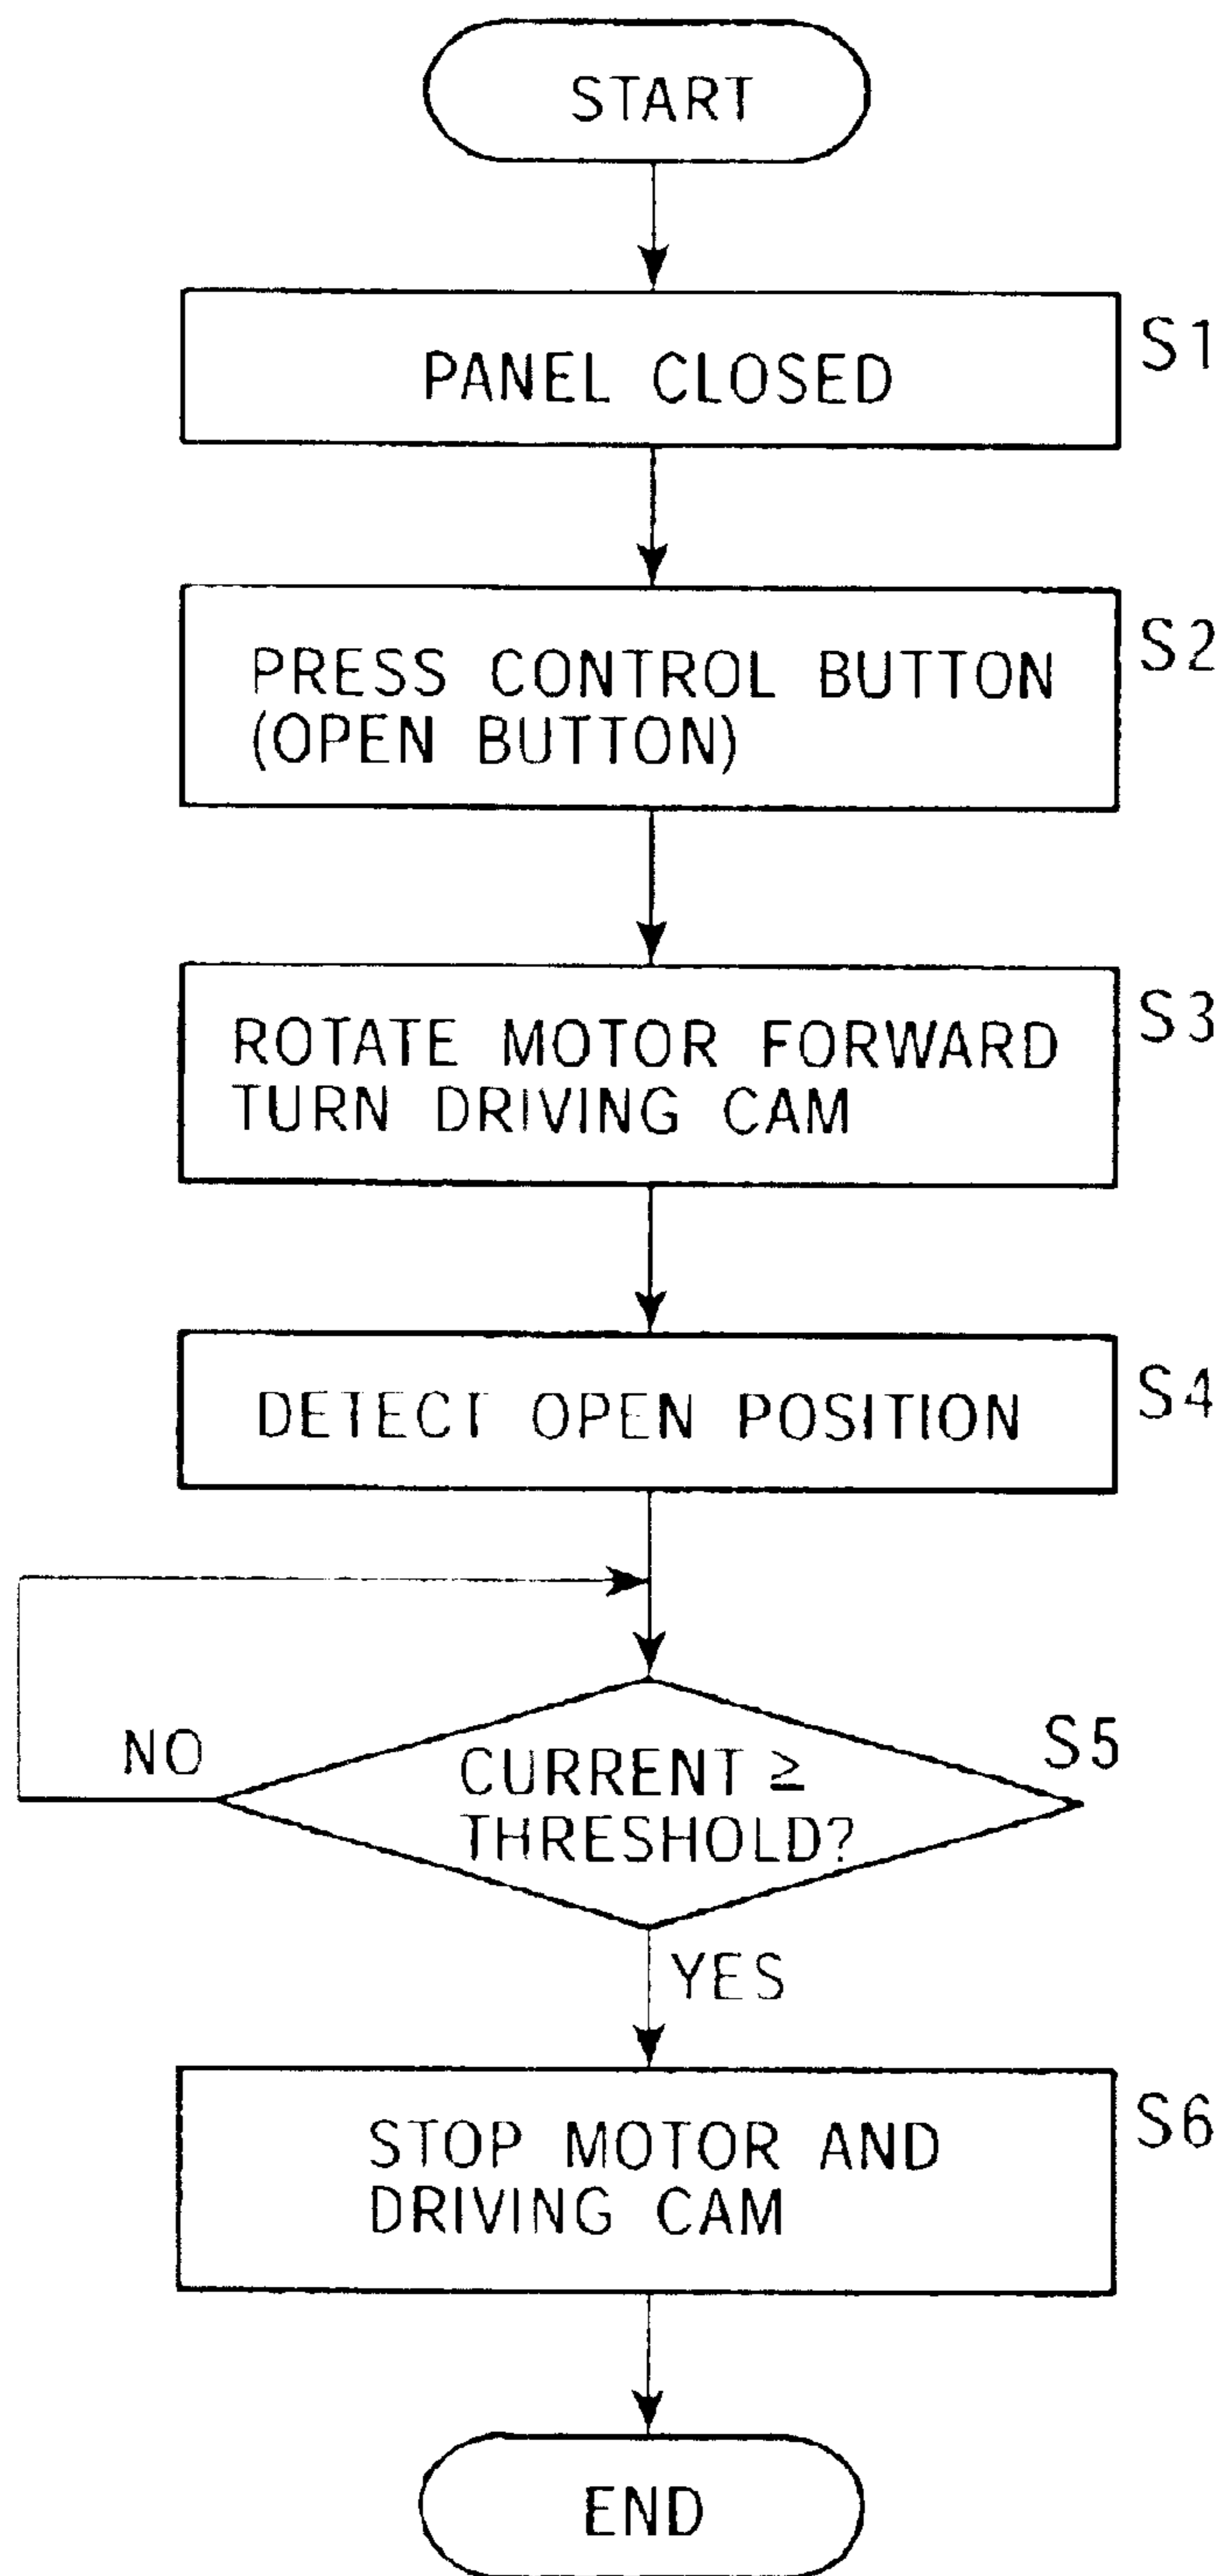 START
PANEL CLOSED
S1
PRESS CONTROL BUTTON
(OPEN BUTTON)
S2
ROTATE MOTOR FORWARD
TURN DRIVING CAM
S3
DETECT OPEN POSITION
S4
NO
CURRENT ≥
THRESHOLD?
S5
YES
STOP MOTOR AND
DRIVING CAM
S6
END